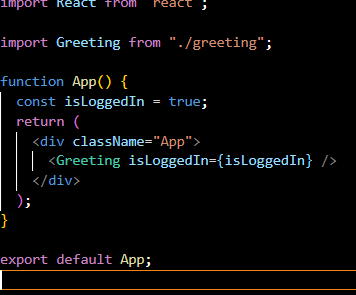 import React from "react";
import Greeting from "./greeting";
function App() {
const isLoggedIn = true;
return (
<div className="App">
<Greeting isLoggedIn={isLoggedIn} />
</div>
);
}
export default App;